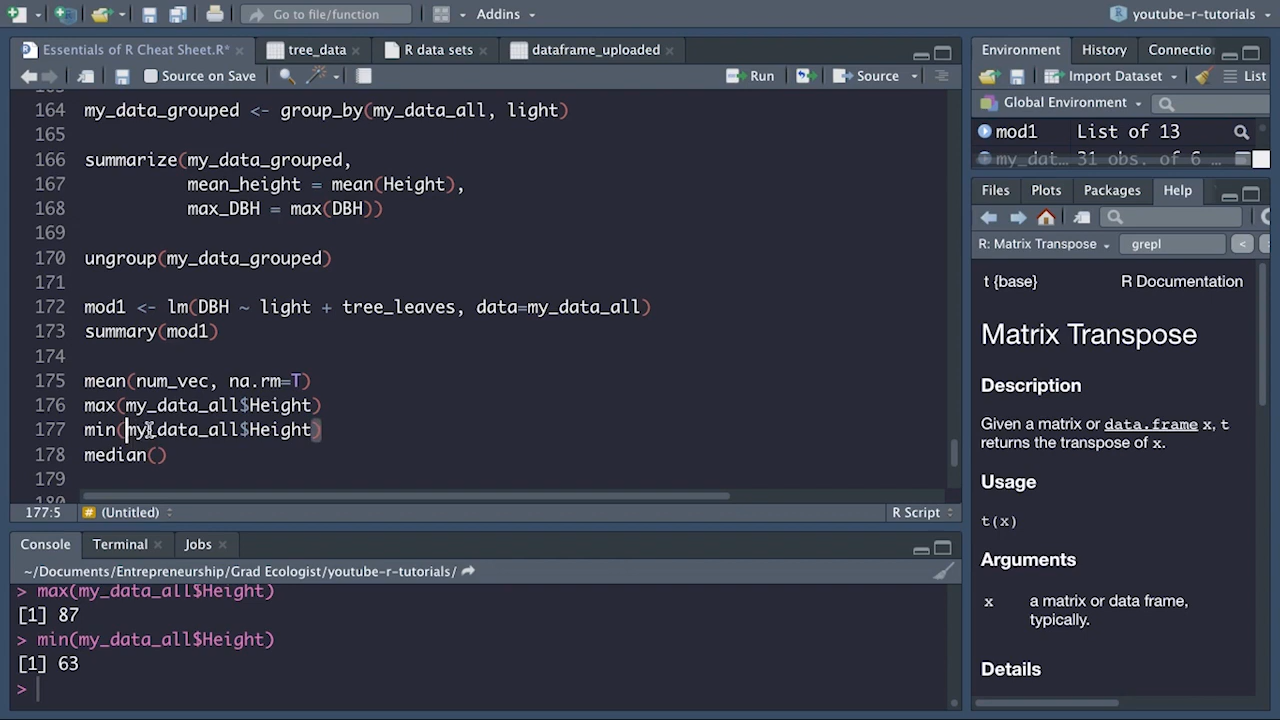 Go to file/function
Addins
youtube-r-tutorials
Essentials of R Cheat Sheet.R*
tree_data
R data sets
dataframe_uploaded
Source on Save
Run
Source
164 my_data_grouped <- group_by(my_data_all, light)
165
166 summarize(my_data_grouped,
167 mean_height = mean(Height),
168 max_DBH = max(DBH))
169
170 ungroup(my_data_grouped)
171
172 mod1 <- lm(DBH ~ light + tree_leaves, data=my_data_all)
173 summary(mod1)
174
175 mean(num_vec, na.rm=T)
176 max(my_data_all$Height)
177 min(my_data_all$Height)
178 median()
179
177:5
# (Untitled)
R Script
Console
Terminal
Jobs
~/Documents/Entrepreneurship/Grad Ecologist/youtube-r-tutorials/
> max(my_data_all$Height)
[1] 87
> min(my_data_all$Height)
[1] 63
>
Environment
History
Connection
Import Dataset
List
Global Environment
mod1 List of 13
my_dat… 31 obs. of 6 …
Files
Plots
Packages
Help
R: Matrix Transpose
grepl
t {base}
R Documentation
Matrix Transpose
Description
Given a matrix or data.frame x, t
returns the transpose of x.
Usage
t(x)
Arguments
x a matrix or data frame,
typically.
Details